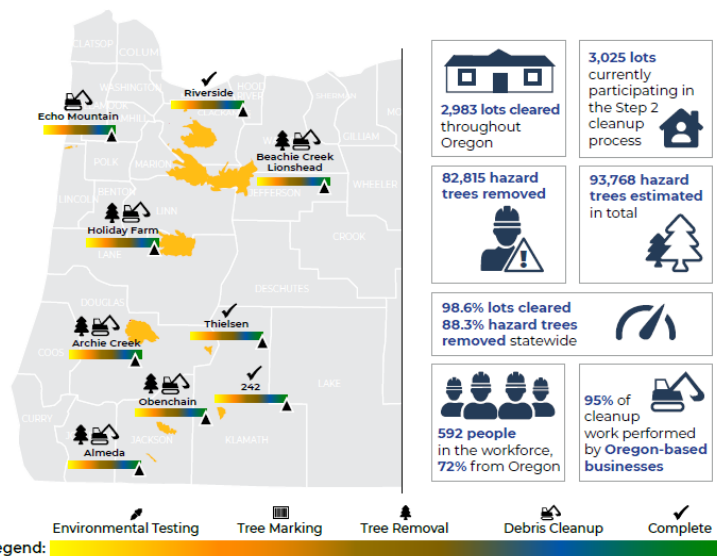 CLATSOP
COLUM
WASHINGTON
HOOD
RIVER
SHERMAN
MO
GILLIAM
Riverside
CLACKAM
Echo Mountain
Beachie Creek
Lionshead
POLK
MARION
JEFFERSON
WHEELER
BENTON
LINCOLN
LINN
Holiday Farm
LANE
CROOK
DESCHUTES
DOUGLAS
Thielsen
Archie Creek
COOS
LAKE
242
Obenchain
CURRY
JACKSON
KLAMATH
Almeda
2,983 lots cleared
throughout
Oregon
3,025 lots
currently
participating in
the Step 2
cleanup
process
82,815 hazard
trees removed
93,768 hazard
trees estimated
in total
98.6% lots cleared
88.3% hazard trees
removed statewide
592 people
in the workforce,
72% from Oregon
95% of
cleanup
work performed
by Oregon-based
businesses
Environmental Testing
Tree Marking
Tree Removal
Debris Cleanup
Complete
egend: